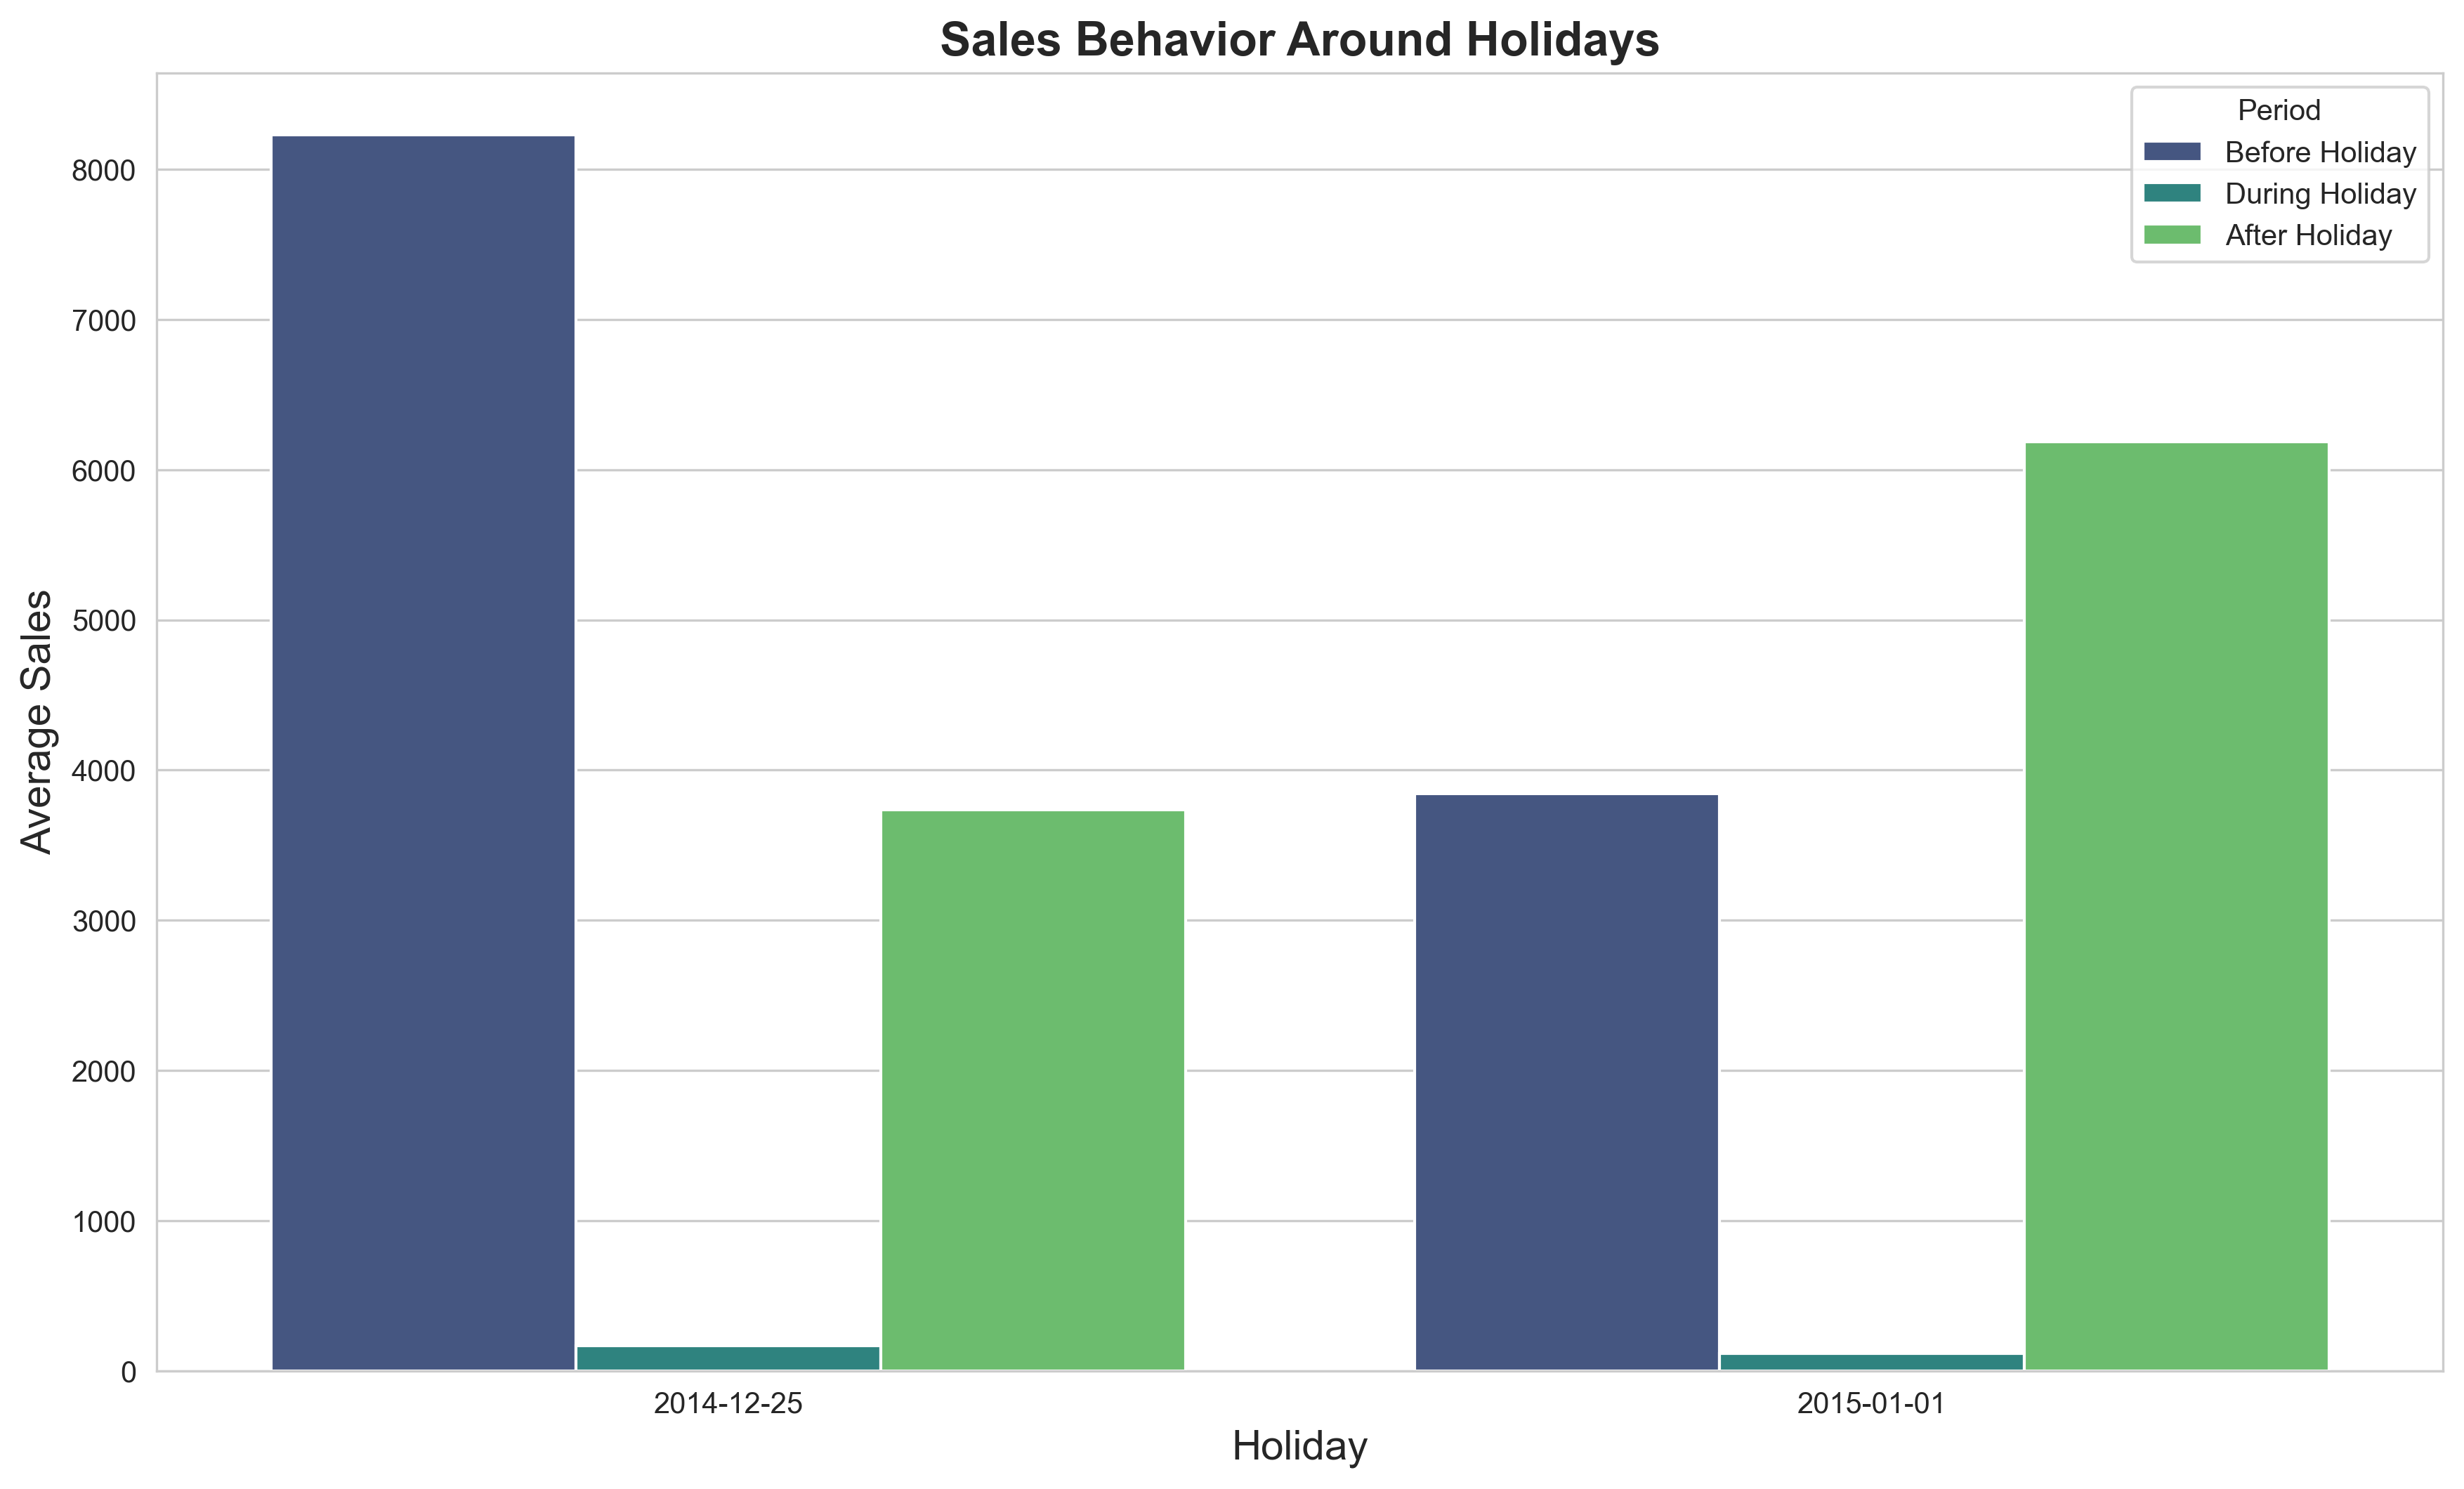 Sales Behavior Around Holidays
Period
Before Holiday
During Holiday
After Holiday
Average Sales
8000
7000
6000
5000
4000
3000
2000
1000
0
2014-12-25
2015-01-01
Holiday